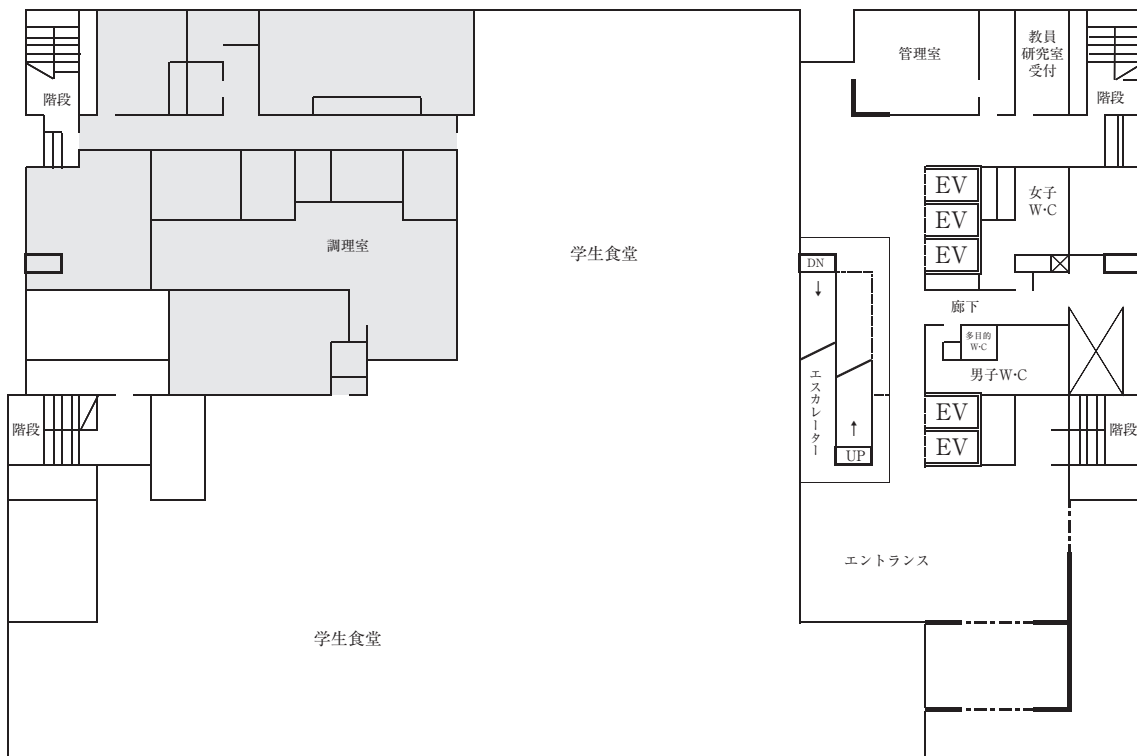 管理室
教員
研究室
受付
階段
階段
EV
女子
W·C
EV
EV
調理室
学生食堂
DN
廊下
多目的
W·C
男子W·C
エスカレーター
EV
階段
階段
EV
UP
エントランス
学生食堂